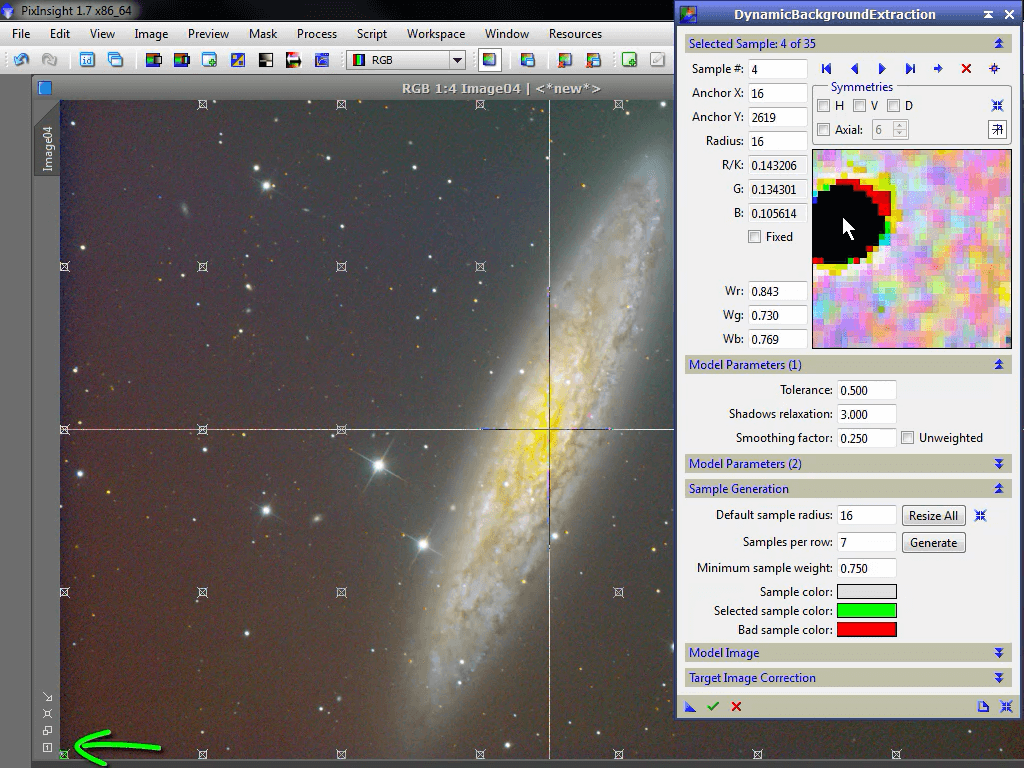 PixInsight 1.7 x86_64
File Edit View Image Preview Mask Process Script Workspace Window Resources
RGB
RGB 1:4 Image04 | <*new*>
Image04
DynamicBackgroundExtraction
Selected Sample: 4 of 35
Sample #: 4
Anchor X: 16
Anchor Y: 2619
Radius: 16
R/K: 0.143206
G: 0.134301
B: 0.105614
Fixed
Symmetries
H V D
Axial: 6
Wr: 0.843
Wg: 0.730
Wb: 0.769
Model Parameters (1)
Tolerance: 0.500
Shadows relaxation: 3.000
Smoothing factor: 0.250 Unweighted
Model Parameters (2)
Sample Generation
Default sample radius: 16 Resize All
Samples per row: 7 Generate
Minimum sample weight: 0.750
Sample color:
Selected sample color:
Bad sample color:
Model Image
Target Image Correction